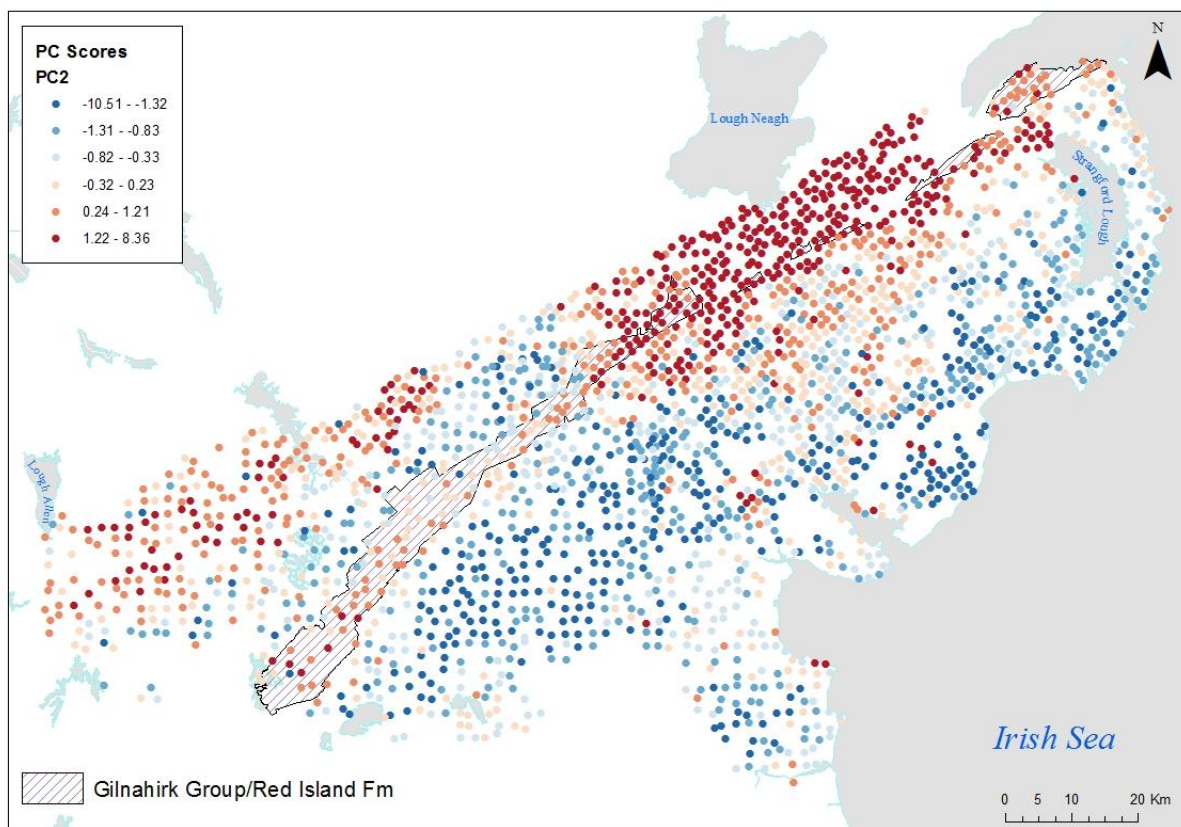 PC Scores
PC2
-10.51 - -1.32
-1.31 - -0.83
-0.82 - -0.33
-0.32 - 0.23
0.24 - 1.21
1.22 - 8.36
N
Lough Neagh
Strangford Lough
Lough Allen
Irish Sea
Gilnahirk Group/Red Island Fm
0 5 10 20 Km